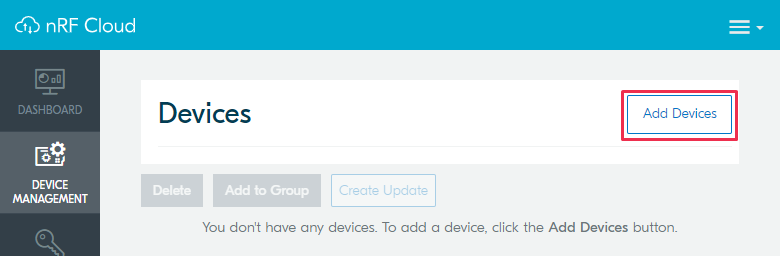 nRF Cloud
DASHBOARD
DEVICE
MANAGEMENT
Devices
Add Devices
Delete
Add to Group
Create Update
You don't have any devices. To add a device, click the Add Devices button.